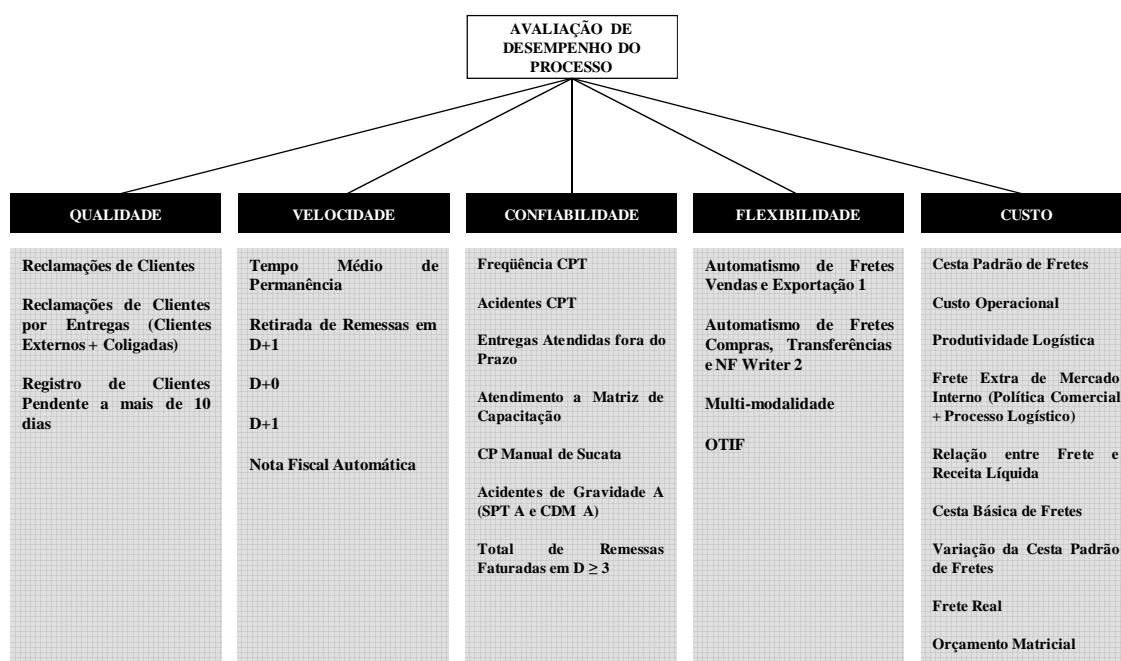 AVALIAÇÃO DE
DESEMPENHO DO
PROCESSO
QUALIDADE
Reclamações de Clientes
Reclamações de Clientes
por Entregas (Clientes
Externos + Coligadas)
Registro de Clientes
Pendente a mais de 10
dias
VELOCIDADE
Tempo Médio de
Permanência
Retirada de Remessas em
D+1
D+0
D+1
Nota Fiscal Automática
CONFIABILIDADE
Freqüência CPT
Acidentes CPT
Entregas Atendidas fora do
Prazo
Atendimento a Matriz de
Capacitação
CP Manual de Sucata
Acidentes de Gravidade A
(SPT A e CDM A)
Total de Remessas
Faturadas em D ≥ 3
FLEXIBILIDADE
Automatismo de Fretes
Vendas e Exportação 1
Automatismo de Fretes
Compras, Transferências
e NF Writer 2
Multi-modalidade
OTIF
CUSTO
Cesta Padrão de Fretes
Custo Operacional
Produtividade Logística
Frete Extra de Mercado
Interno (Política Comercial
+ Processo Logístico)
Relação entre Frete e
Receita Líquida
Cesta Básica de Fretes
Variação da Cesta Padrão
de Fretes
Frete Real
Orçamento Matricial